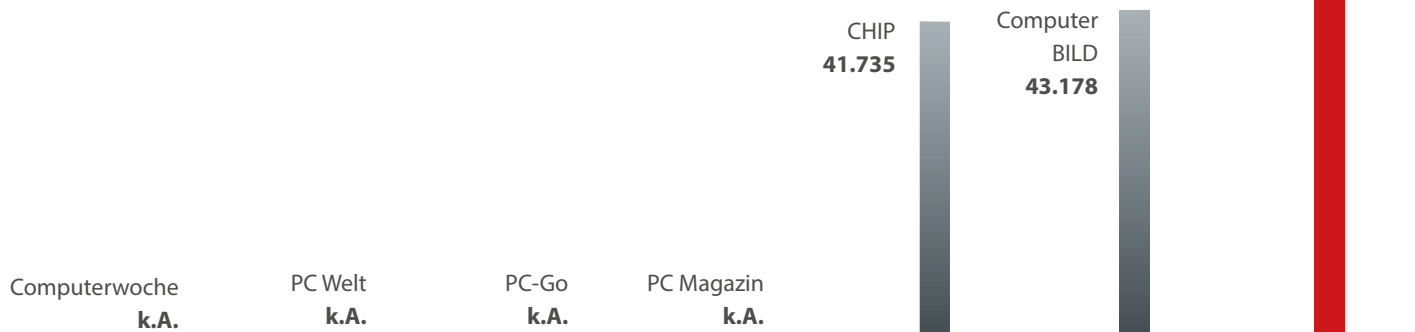 Computerwoche
k.A.
PC Welt
k.A.
PC-Go
k.A.
PC Magazin
k.A.
CHIP
41.735
Computer
BILD
43.178